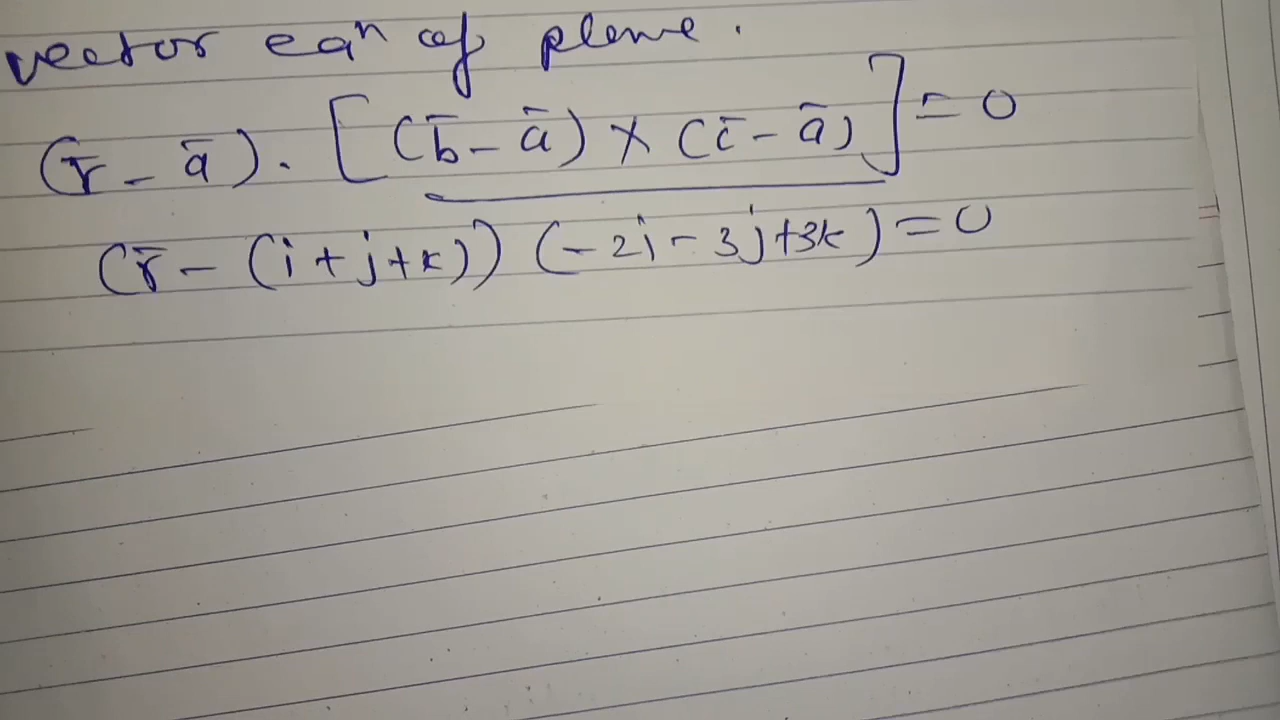 vector eqn of plane.
(r̄ - ā). [(b̄ - ā) × (c̄ - ā)] = 0
(r̄ - (i + j + k)) (-2i - 3j + 3k) = 0